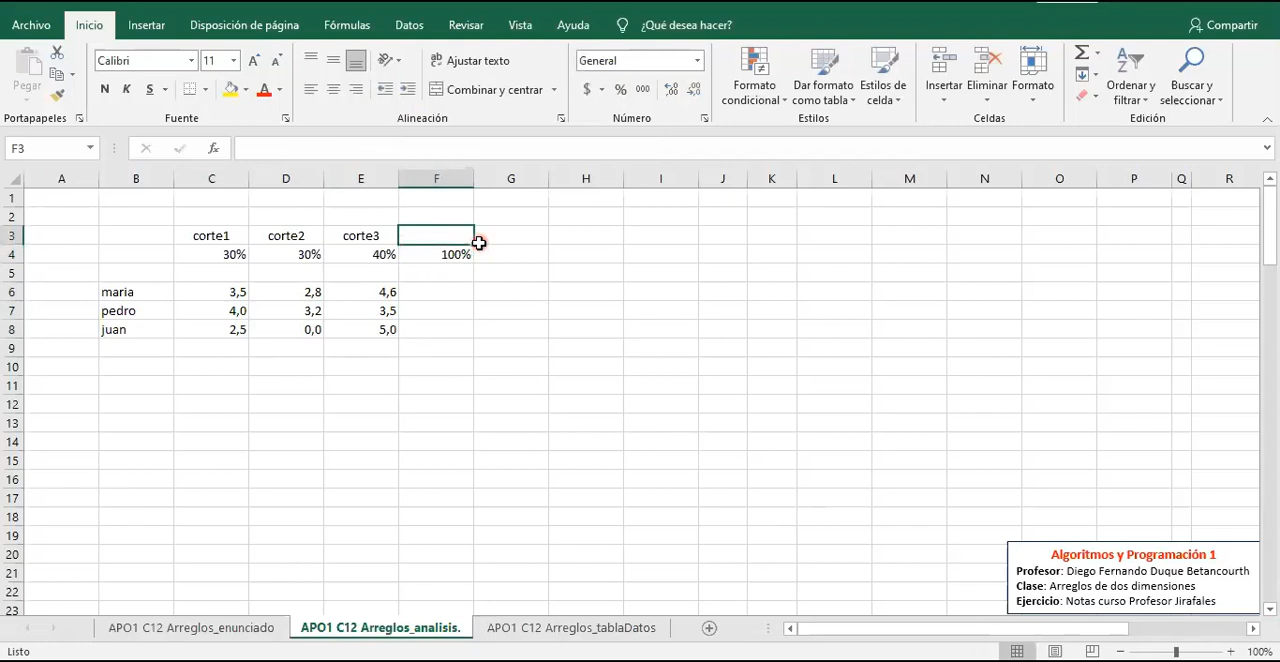 Archivo Inicio Insertar Disposición de página Fórmulas Datos Revisar Vista Ayuda ¿Qué desea hacer? Compartir
Pegar
Calibri 11
N K S
Ajustar texto
Combinar y centrar
General
$ % 000
Formato condicional
Dar formato como tabla
Estilos de celda
Insertar Eliminar Formato
Ordenar y filtrar
Buscar y seleccionar
Portapapeles Fuente Alineación Número Estilos Celdas Edición
F3 fx
A B C D E F G H I J K L M N O P Q R
1
2
3 corte1 corte2 corte3
4 30% 30% 40% 100%
5
6 maria 3,5 2,8 4,6
7 pedro 4,0 3,2 3,5
8 juan 2,5 0,0 5,0
9
10
11
12
13
14
15
16
17
18
19
20
21
22
23
Algoritmos y Programación 1
Profesor: Diego Fernando Duque Betancourth
Clase: Arreglos de dos dimensiones
Ejercicio: Notas curso Profesor Jirafales
APO1 C12 Arreglos_enunciado APO1 C12 Arreglos_analisis. APO1 C12 Arreglos_tablaDatos
Listo 100%